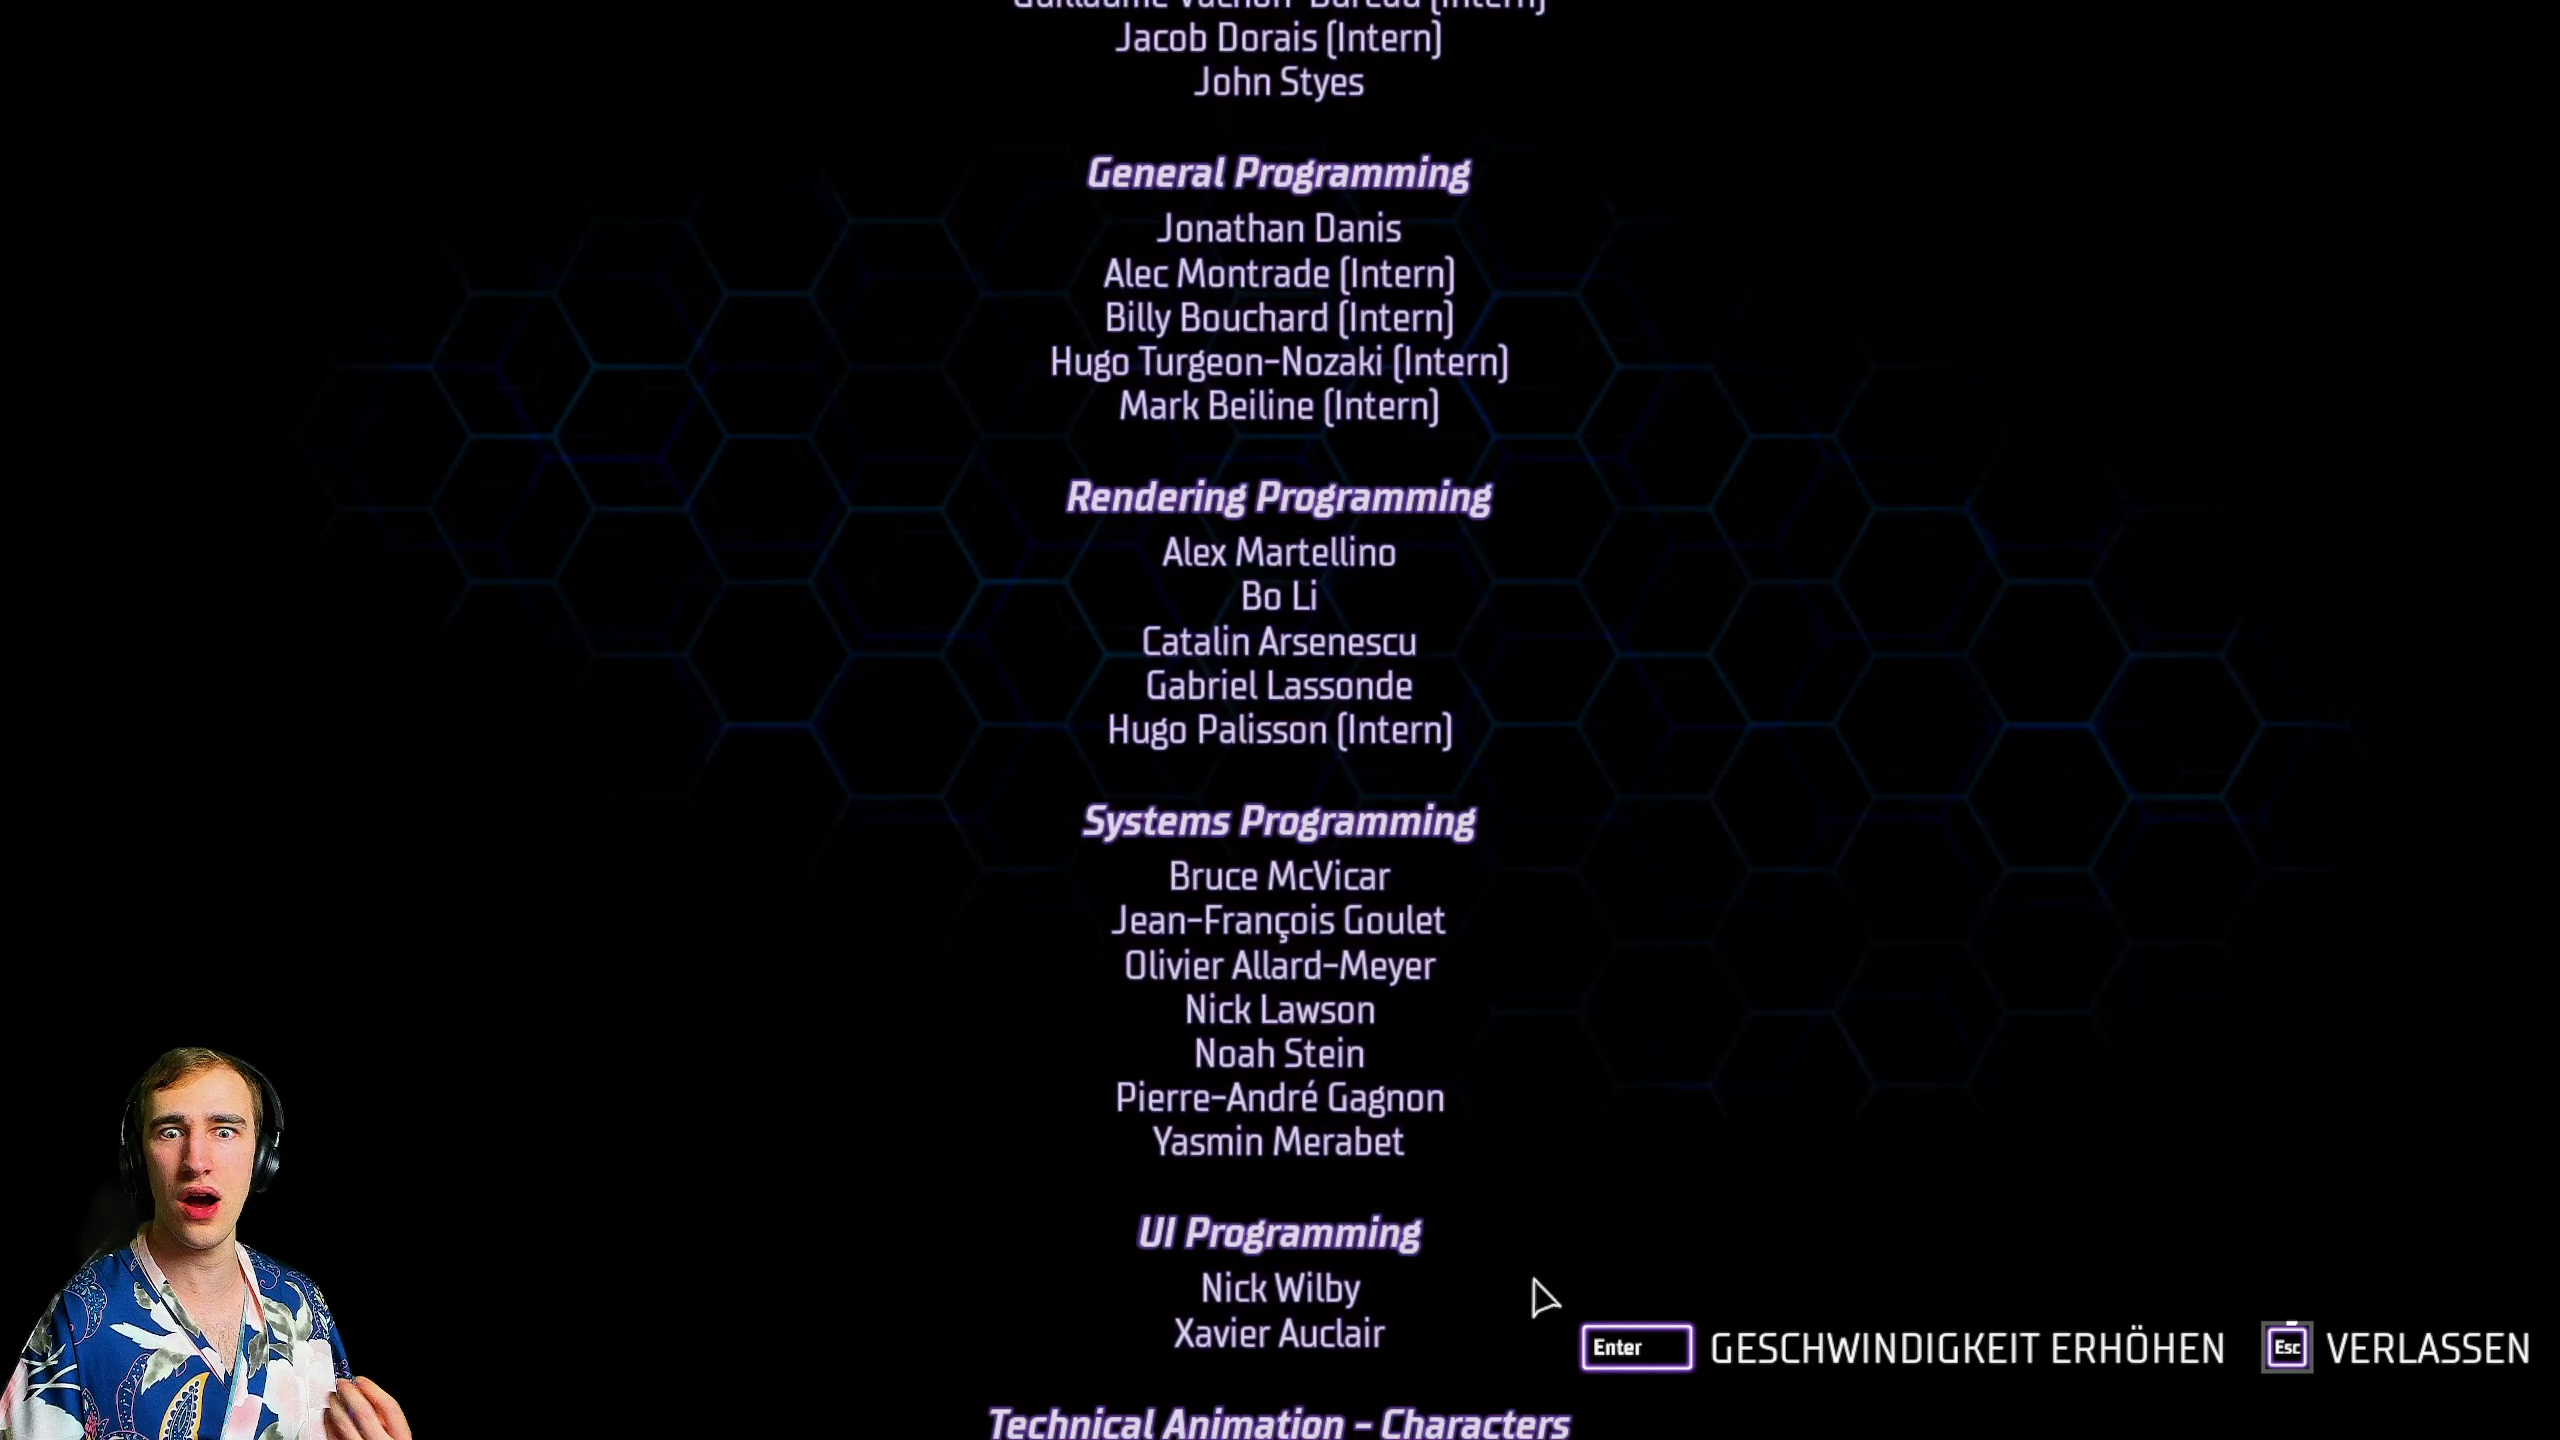 Jacob Dorais (Intern)
John Styes
General Programming
Jonathan Danis
Alec Montrade (Intern)
Billy Bouchard (Intern)
Hugo Turgeon-Nozaki (Intern)
Mark Beiline (Intern)
Rendering Programming
Alex Martellino
Bo Li
Catalin Arsenescu
Gabriel Lassonde
Hugo Palisson (Intern)
Systems Programming
Bruce McVicar
Jean-François Goulet
Olivier Allard-Meyer
Nick Lawson
Noah Stein
Pierre-André Gagnon
Yasmin Merabet
UI Programming
Nick Wilby
Xavier Auclair
Enter GESCHWINDIGKEIT ERHÖHEN Esc VERLASSEN
Technical Animation - Characters